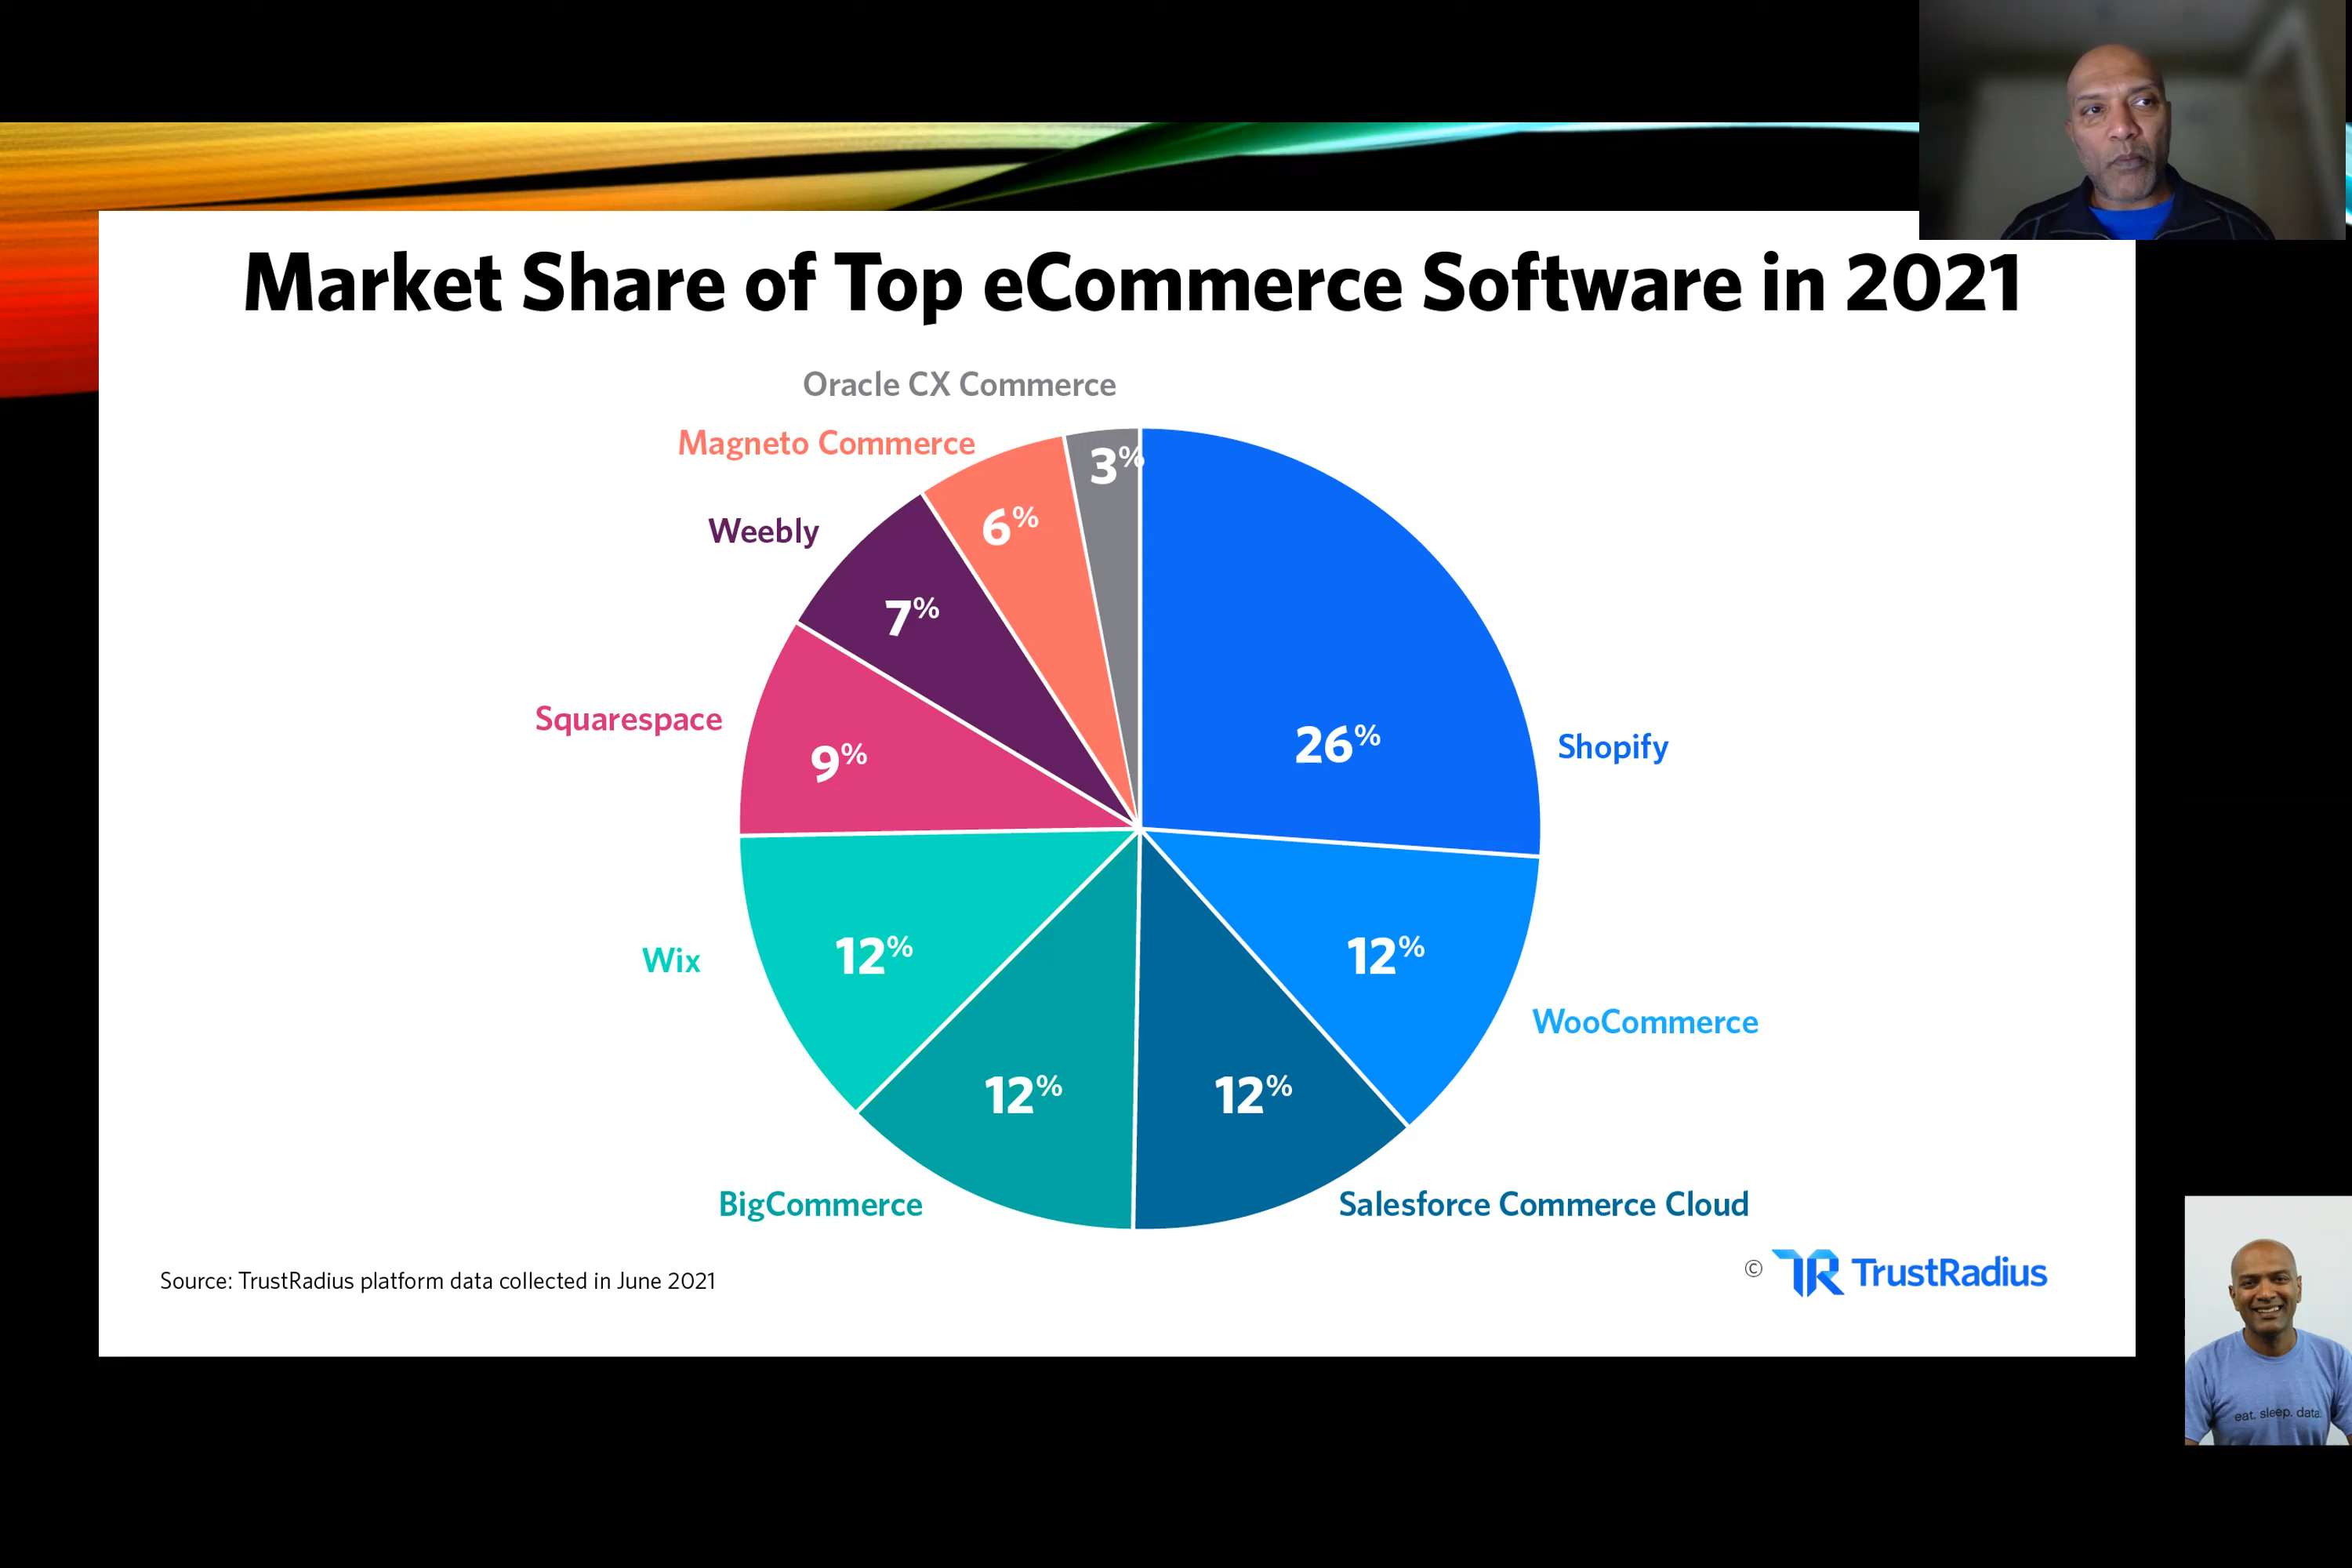 Market Share of Top eCommerce Software in 2021
Oracle CX Commerce
3%
Magneto Commerce
6%
Weebly
7%
Squarespace
9%
26%
Shopify
Wix
12%
12%
WooCommerce
12%
12%
BigCommerce
Salesforce Commerce Cloud
Source: TrustRadius platform data collected in June 2021
© TR TrustRadius
eat. sleep. data.